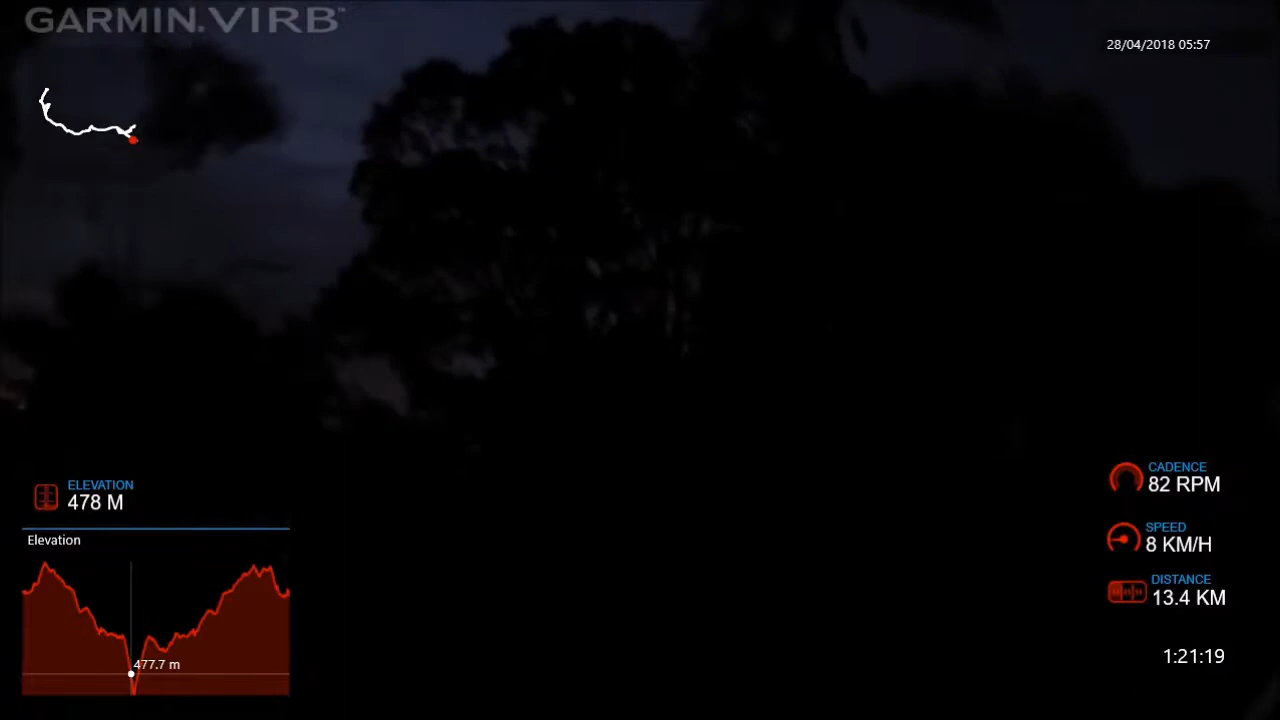 GARMIN.VIRB™
28/04/2018 05:57
ELEVATION
478 M
Elevation
477.7 m
CADENCE
82 RPM
SPEED
8 KM/H
DISTANCE
13.4 KM
1:21:19